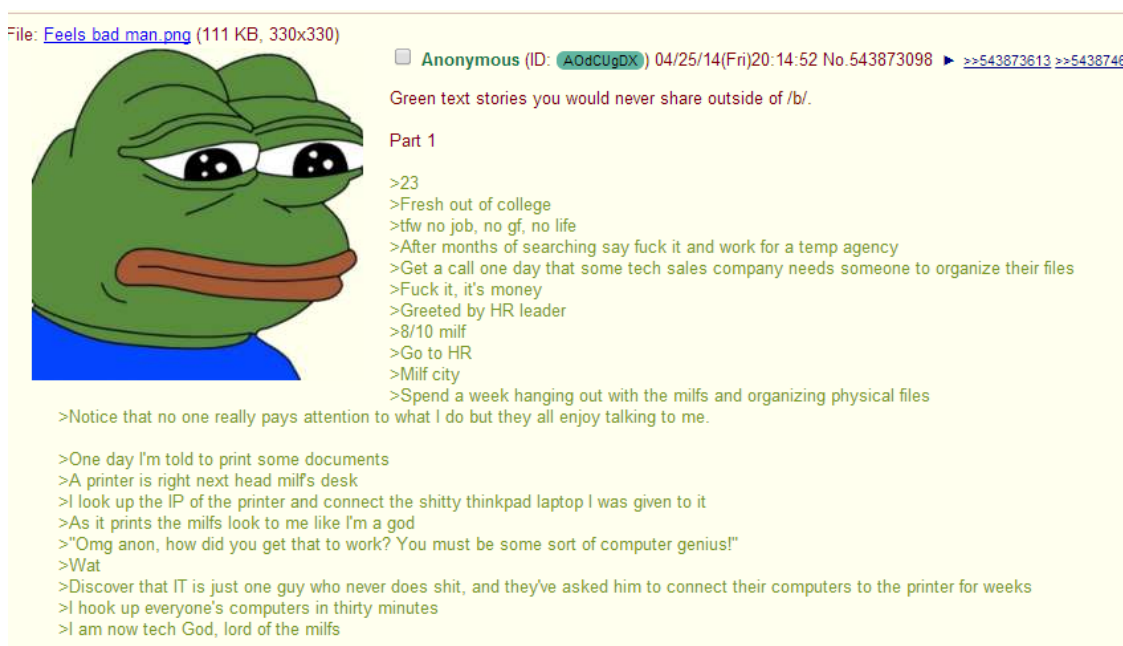 File: Feels bad man.png (111 KB, 330x330)
Anonymous (ID: AOdCUgDX) 04/25/14(Fri)20:14:52 No.543873098 ► >>543873613 >>5438746
Green text stories you would never share outside of /b/.
Part 1
>23
>Fresh out of college
>tfw no job, no gf, no life
>After months of searching say fuck it and work for a temp agency
>Get a call one day that some tech sales company needs someone to organize their files
>Fuck it, it's money
>Greeted by HR leader
>8/10 milf
>Go to HR
>Milf city
>Spend a week hanging out with the milfs and organizing physical files
>Notice that no one really pays attention to what I do but they all enjoy talking to me.
>One day I'm told to print some documents
>A printer is right next head milf's desk
>I look up the IP of the printer and connect the shitty thinkpad laptop I was given to it
>As it prints the milfs look to me like I'm a god
>"Omg anon, how did you get that to work? You must be some sort of computer genius!"
>Wat
>Discover that IT is just one guy who never does shit, and they've asked him to connect their computers to the printer for weeks
>I hook up everyone's computers in thirty minutes
>I am now tech God, lord of the milfs